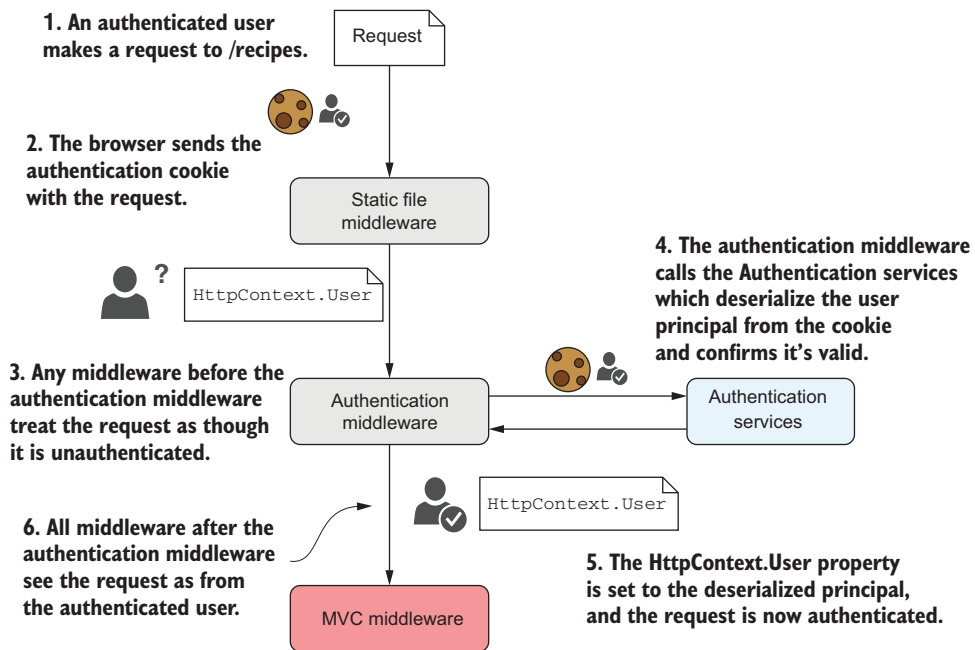 1. An authenticated user
makes a request to /recipes.
Request
2. The browser sends the
authentication cookie
with the request.
Static file
middleware
?
HttpContext.User
4. The authentication middleware
calls the Authentication services
which deserialize the user
principal from the cookie
and confirms it's valid.
3. Any middleware before the
authentication middleware
treat the request as though
it is unauthenticated.
Authentication
middleware
Authentication
services
HttpContext.User
6. All middleware after the
authentication middleware
see the request as from
the authenticated user.
5. The HttpContext.User property
is set to the deserialized principal,
and the request is now authenticated.
MVC middleware